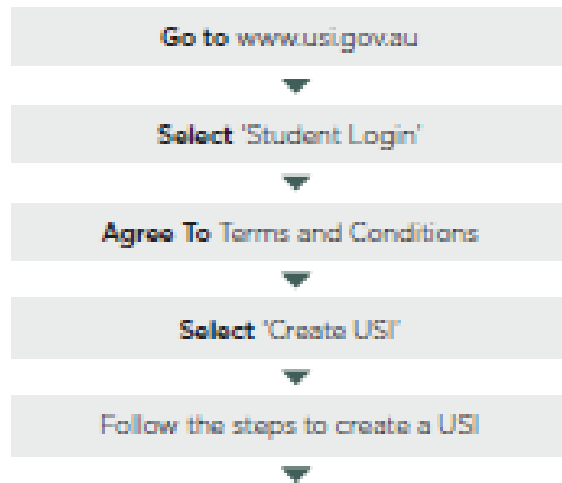 Go to www.usi.gov.au
Select 'Student Login'
Agree To Terms and Conditions
Select 'Create USI'
Follow the steps to create a USI